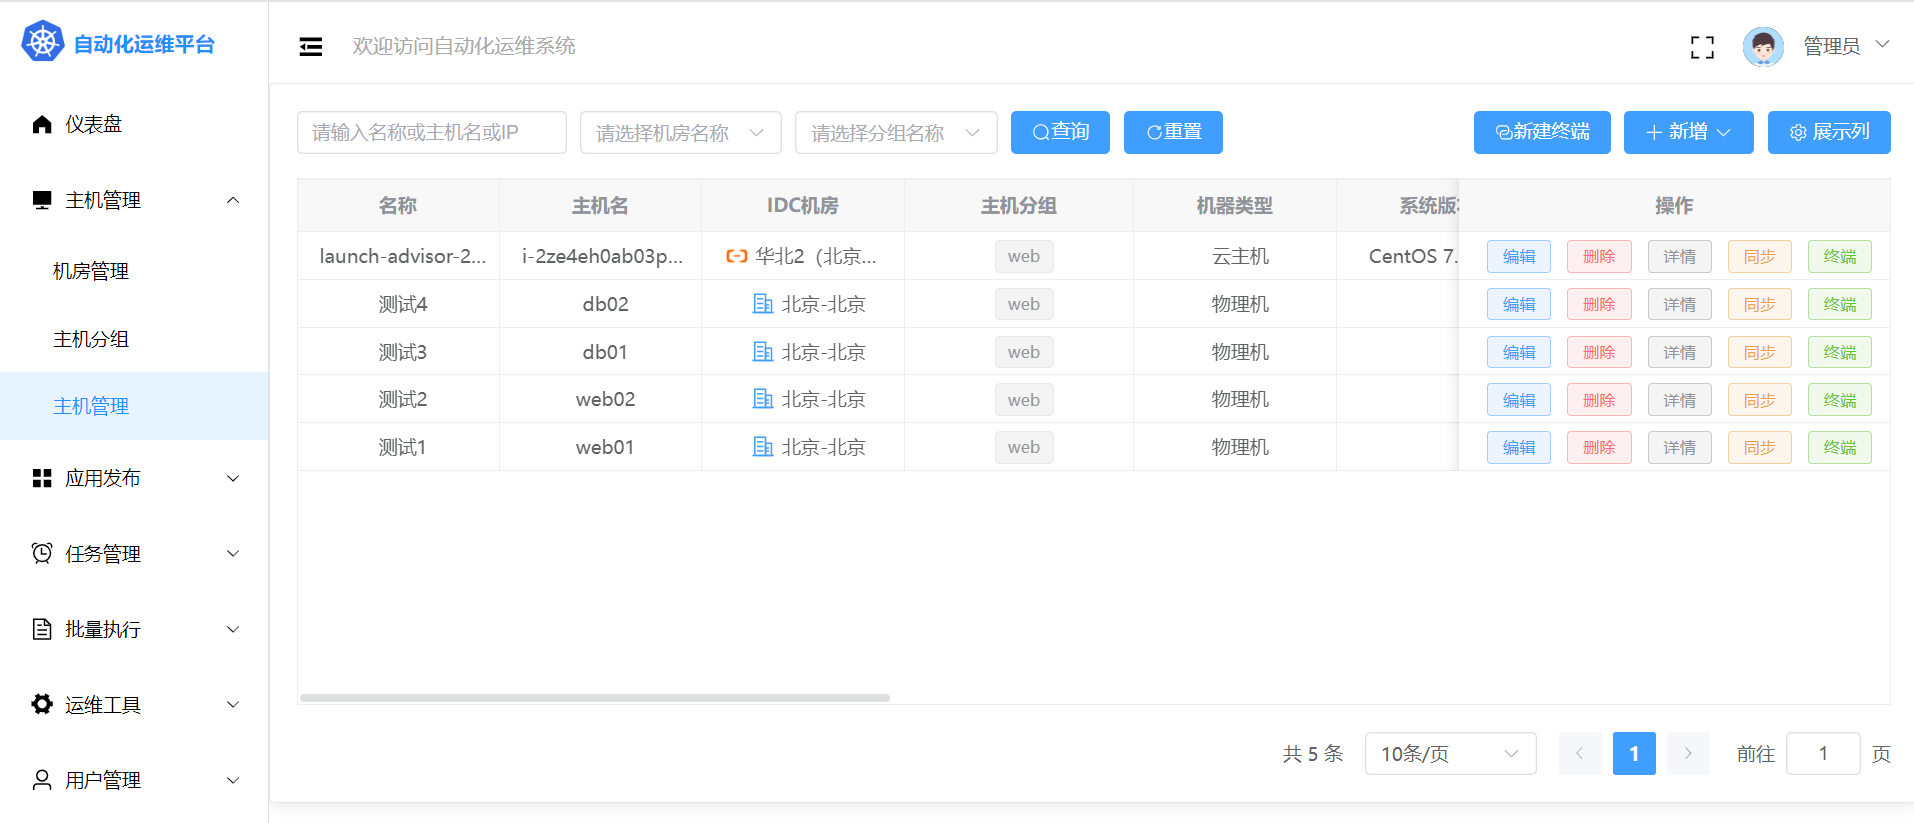 自动化运维平台
欢迎访问自动化运维系统
管理员
仪表盘
主机管理
机房管理
主机分组
主机管理
应用发布
任务管理
批量执行
运维工具
用户管理
请输入名称或主机名或IP 请选择机房名称 请选择分组名称 查询 重置 新建终端 新增 展示列
名称 主机名 IDC机房 主机分组 机器类型 系统版 操作
launch-advisor-2... i-2ze4eh0ab03p... 华北2（北京... web 云主机 CentOS 7. 编辑 删除 详情 同步 终端
测试4 db02 北京-北京 web 物理机 编辑 删除 详情 同步 终端
测试3 db01 北京-北京 web 物理机 编辑 删除 详情 同步 终端
测试2 web02 北京-北京 web 物理机 编辑 删除 详情 同步 终端
测试1 web01 北京-北京 web 物理机 编辑 删除 详情 同步 终端
共 5 条 10条/页 1 前往 1 页